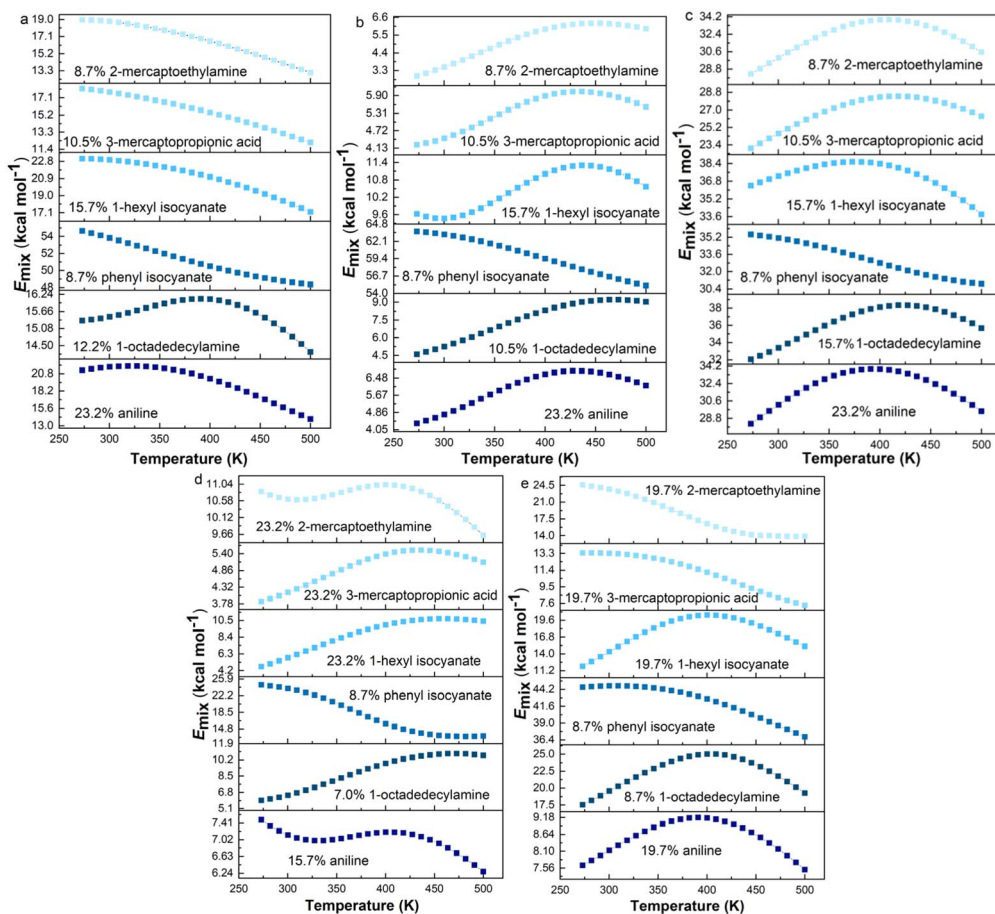 a
E_mix (kcal mol⁻¹)
19.0
17.1
15.2
13.3
8.7% 2-mercaptoethylamine
17.1
15.2
13.3
11.4
10.5% 3-mercaptopropionic acid
22.8
20.9
19.0
17.1
15.7% 1-hexyl isocyanate
54
52
50
48
8.7% phenyl isocyanate
16.24
15.66
15.08
14.50
12.2% 1-octadedecylamine
20.8
18.2
15.6
13.0
23.2% aniline
250 300 350 400 450 500
Temperature (K)
b
6.6
5.5
4.4
3.3
8.7% 2-mercaptoethylamine
5.90
5.31
4.72
4.13
10.5% 3-mercaptopropionic acid
11.4
10.8
10.2
9.6
15.7% 1-hexyl isocyanate
64.8
62.1
59.4
56.7
54.0
8.7% phenyl isocyanate
9.0
7.5
6.0
4.5
10.5% 1-octadedecylamine
6.48
5.67
4.86
4.05
23.2% aniline
250 300 350 400 450 500
Temperature (K)
c
34.2
32.4
30.6
28.8
8.7% 2-mercaptoethylamine
28.8
27.0
25.2
23.4
10.5% 3-mercaptopropionic acid
38.4
36.8
35.2
33.6
15.7% 1-hexyl isocyanate
35.2
33.6
32.0
30.4
8.7% phenyl isocyanate
38
36
34
32
15.7% 1-octadedecylamine
34.2
32.4
30.6
28.8
23.2% aniline
250 300 350 400 450 500
Temperature (K)
d
E_mix (kcal mol⁻¹)
11.04
10.58
10.12
9.66
23.2% 2-mercaptoethylamine
5.40
4.86
4.32
3.78
23.2% 3-mercaptopropionic acid
10.5
8.4
6.3
4.2
23.2% 1-hexyl isocyanate
25.9
22.2
18.5
14.8
11.9
8.7% phenyl isocyanate
10.2
8.5
6.8
5.1
7.0% 1-octadedecylamine
7.41
7.02
6.63
6.24
15.7% aniline
250 300 350 400 450 500
Temperature (K)
e
E_mix (kcal mol⁻¹)
24.5
21.0
17.5
14.0
19.7% 2-mercaptoethylamine
13.3
11.4
9.5
7.6
19.7% 3-mercaptopropionic acid
19.6
16.8
14.0
11.2
19.7% 1-hexyl isocyanate
44.2
41.6
39.0
36.4
8.7% phenyl isocyanate
25.0
22.5
20.0
17.5
8.7% 1-octadedecylamine
9.18
8.64
8.10
7.56
19.7% aniline
250 300 350 400 450 500
Temperature (K)